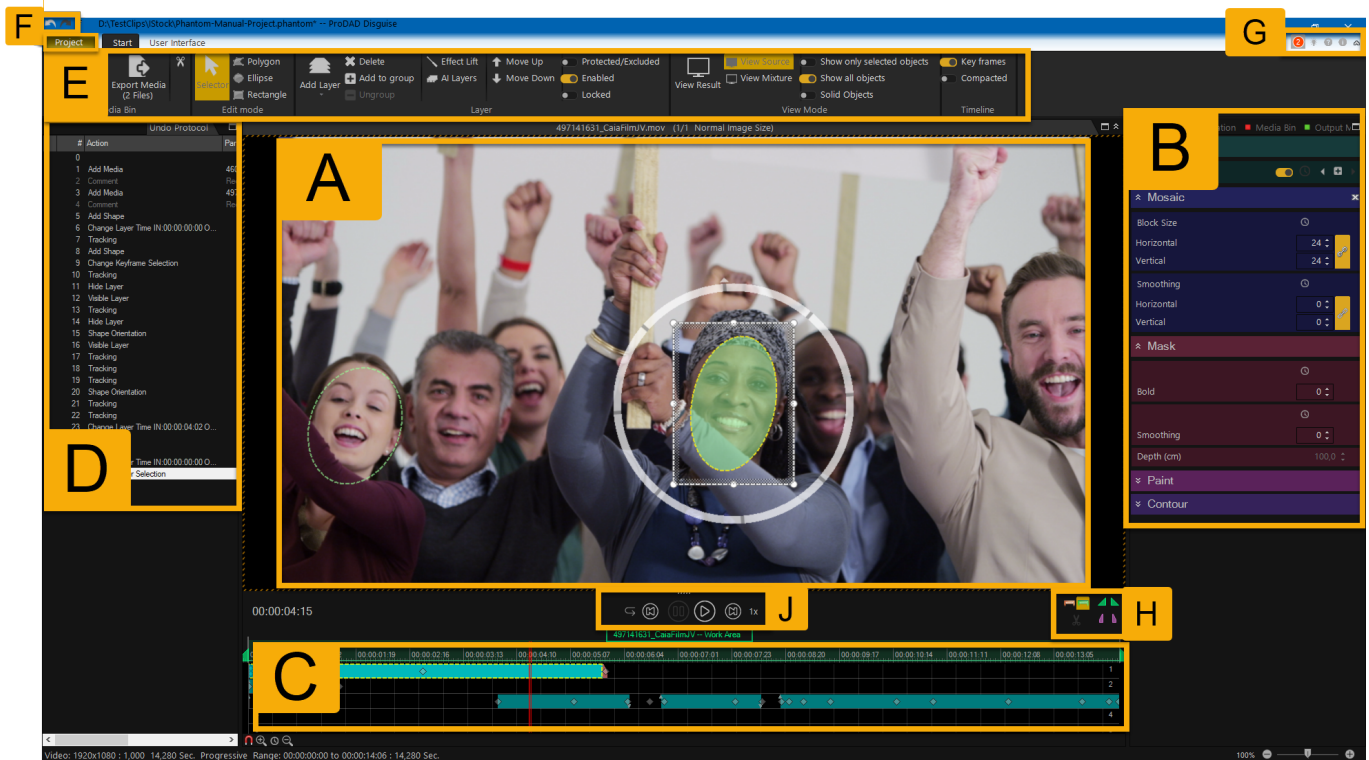 F
D:\TestClips\iStock\Phantom-Manual-Project.phantom* -- ProDAD Disguise
G
Project Start User Interface
2
E
Export Media
(2 Files)
dia Bin
Selector
Polygon
Ellipse
Rectangle
Edit mode
Add Layer
Delete
Add to group
Ungroup
Effect Lift
AI Layers
Move Up
Move Down
Protected/Excluded
Enabled
Locked
Layer
View Result
View Source
View Mixture
Show only selected objects
Show all objects
Solid Objects
View Mode
Key frames
Compacted
Timeline
Undo Protocol
# Action Par
0
1 Add Media 460
2 Comment Re
3 Add Media 497
4 Comment Re
5 Add Shape
6 Change Layer Time IN:00:00:00:00 O...
7 Tracking
8 Add Shape
9 Change Keyframe Selection
10 Tracking
11 Hide Layer
12 Visible Layer
13 Tracking
14 Hide Layer
15 Shape Orientation
16 Visible Layer
17 Tracking
18 Tracking
19 Tracking
20 Shape Orientation
21 Tracking
22 Tracking
23 Change Layer Time IN:00:00:04:02 O...
er Time IN:00:00:00:00 O...
r Selection
D
497141631_CaiaFilmJV.mov (1/1 Normal Image Size)
A
B
ation Media Bin Output M
Mosaic
Block Size
Horizontal 24
Vertical 24
Smoothing
Horizontal 0
Vertical 0
Mask
Bold 0
Smoothing 0
Depth (cm) 100,0
Paint
Contour
00:00:04:15
1x
J
H
497141631_CaiaFilmJV -- Work Area
C
00:00:01:19 00:00:02:16 00:00:03:13 00:00:04:10 00:00:05:07 00:00:06:04 00:00:07:01 00:00:07:23 00:00:08:20 00:00:09:17 00:00:10:14 00:00:11:11 00:00:12:08 00:00:13:05
1
2
4
Video: 1920x1080 : 1,000 14,280 Sec. Progressive Range: 00:00:00:00 to 00:00:14:06 : 14,280 Sec.
100%